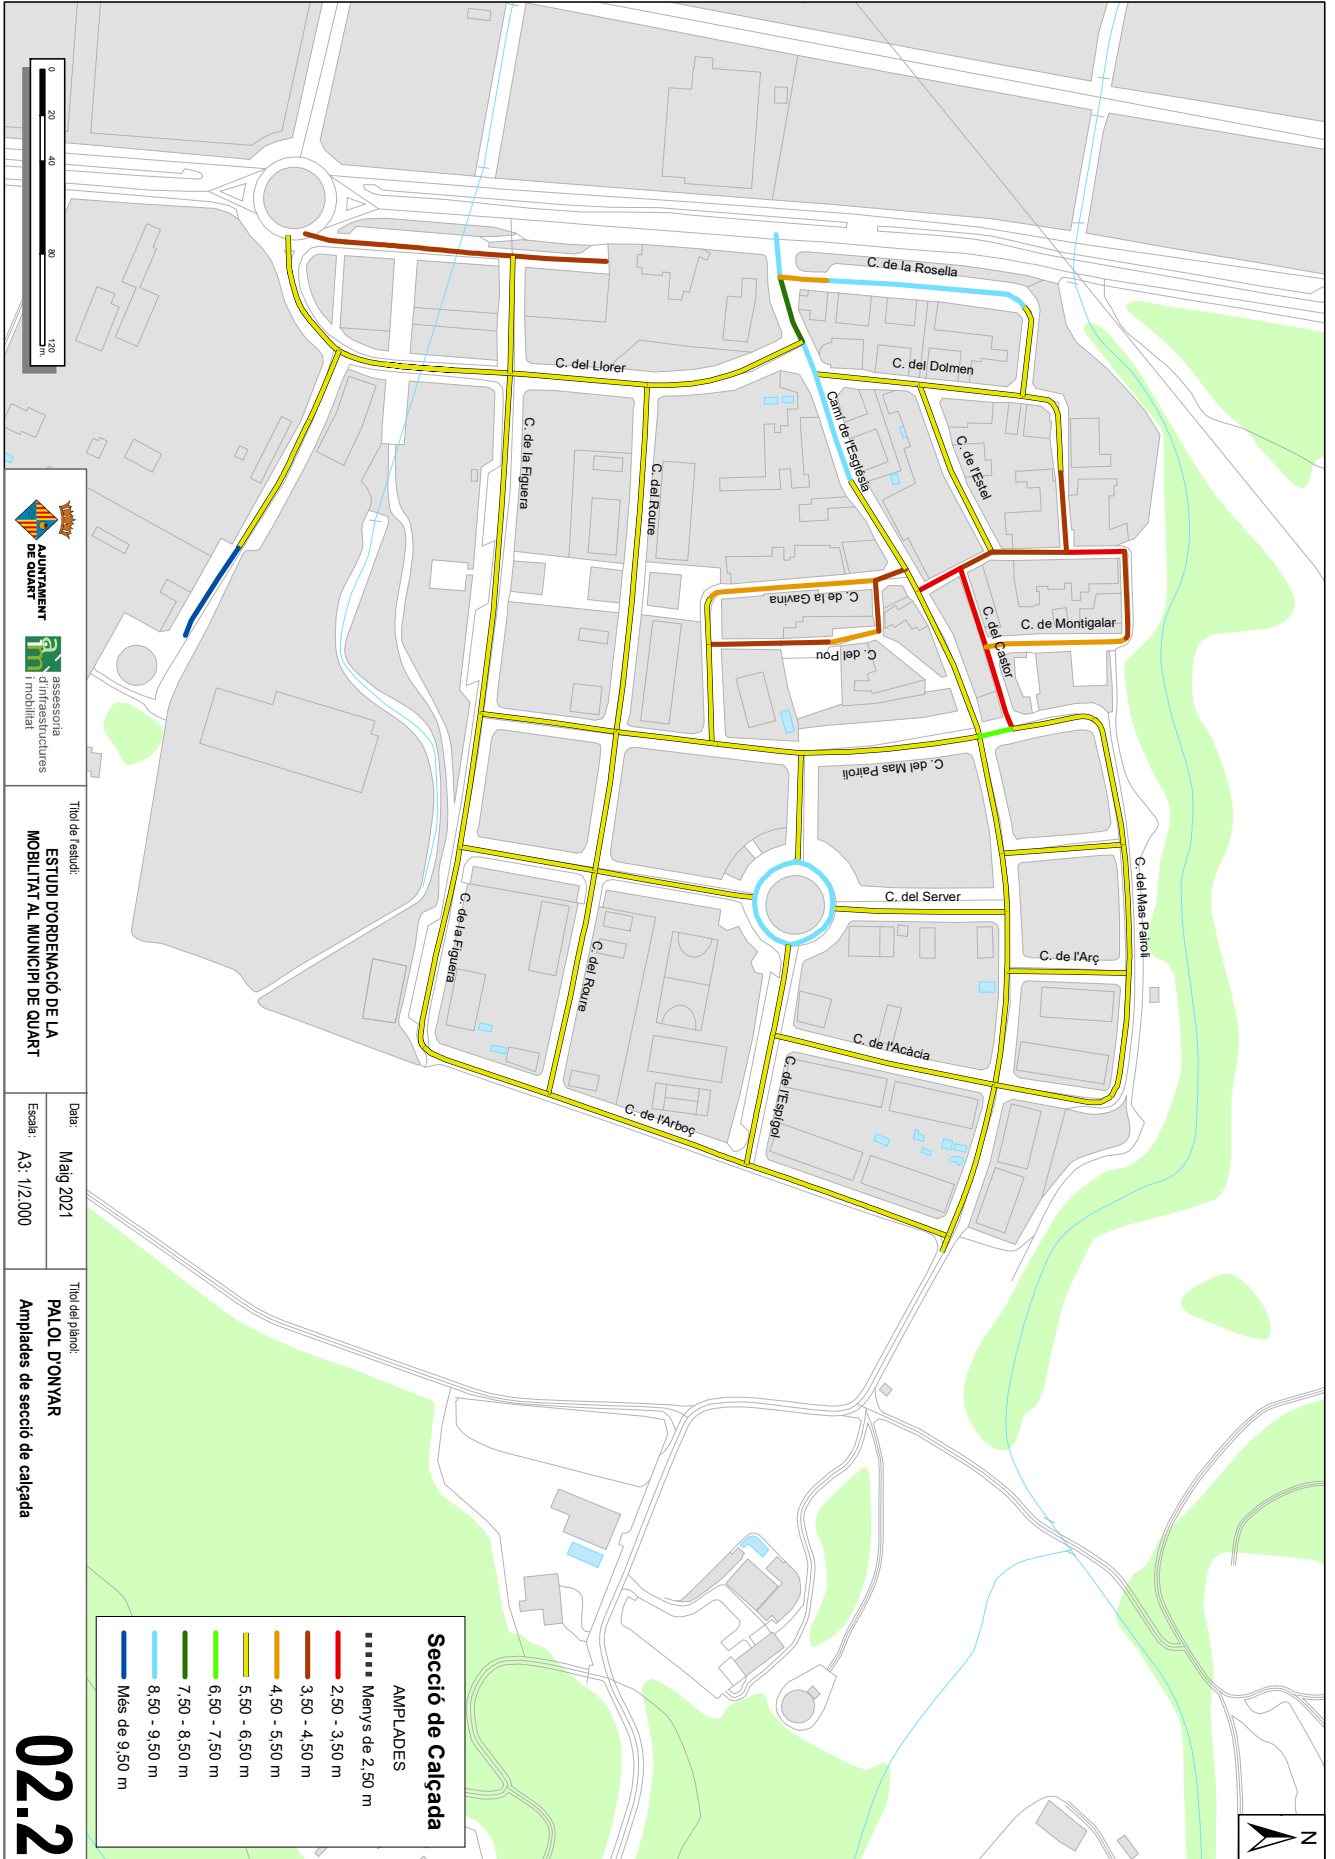 C. de la Rosella
C. del Llorer
C. del Dolmen
Camí de l'Església
C. de l'Estel
C. de la Figuera
C. del Roure
C. de la Gavina
C. del Pou
C. del Castor
C. de Montigalar
C. del Mas Pairoli
C. del Mas Pairoli
C. del Server
C. de l'Arç
C. de la Figuera
C. del Roure
C. de l'Acàcia
C. de l'Espígol
C. de l'Arboç
0 20 40 80 120
m.
AJUNTAMENT
DE QUART
am
assessoria
d'infraestructures
i mobilitat
Títol de l'estudi:
ESTUDI D'ORDENACIÓ DE LA
MOBILITAT AL MUNICIPI DE QUART
Data:
Maig 2021
Escala:
A3: 1/2.000
Títol del plànol:
PALOL D'ONYAR
Amplades de secció de calçada
02.2
Secció de Calçada
AMPLADES
Menys de 2,50 m
2,50 - 3,50 m
3,50 - 4,50 m
4,50 - 5,50 m
5,50 - 6,50 m
6,50 - 7,50 m
7,50 - 8,50 m
8,50 - 9,50 m
Més de 9,50 m
N